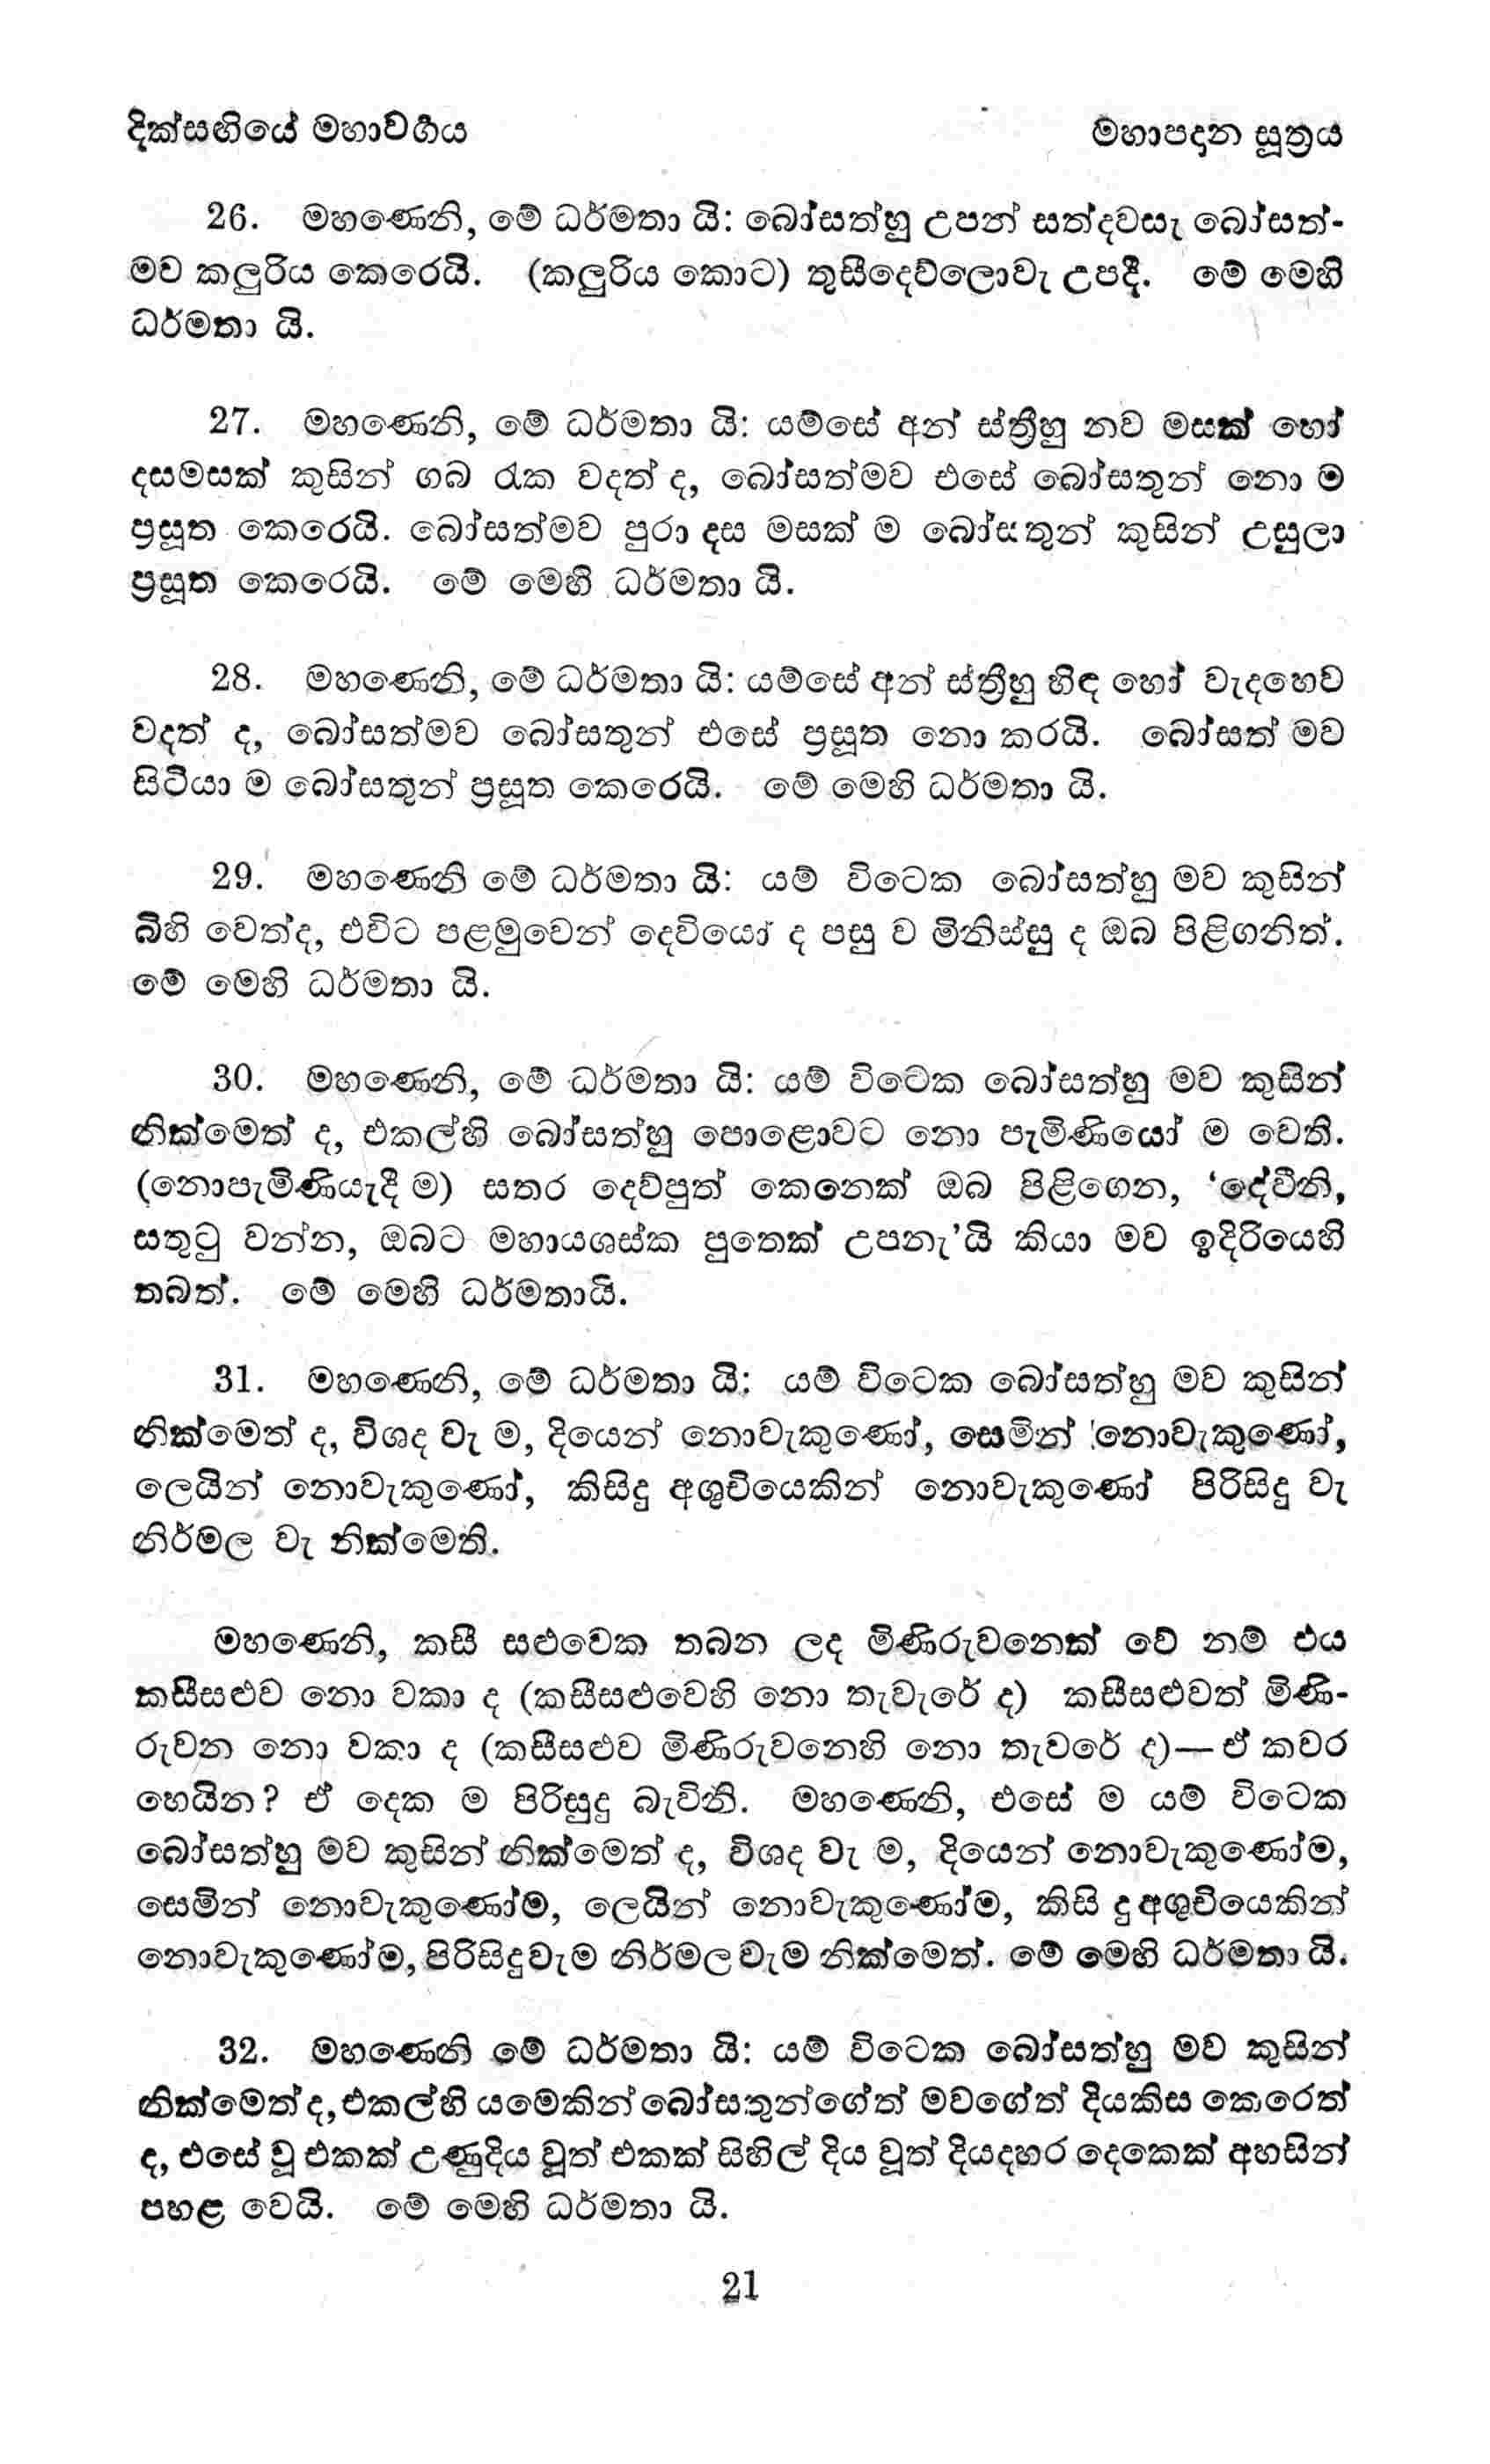 දික්සඟියේ මහාවර්ගය
මහාපදාන සූත්‍රය
26. මහණෙනි, මේ ධර්මතා යි: බෝසත්හු උපන් සත්දවසැ බෝසත්-
මව කලුරිය කෙරෙයි. (කලුරිය කොට) තුසීදෙව්ලොවැ උපදී. මේ මෙහි
ධර්මතා යි.
27. මහණෙනි, මේ ධර්මතා යි: යම්සේ අන් ස්ත්‍රීහු නව මසක් හෝ
දසමසක් කුසින් ගබ රැක වදත් ද, බෝසත්මව එසේ බෝසතුන් නො ම
ප්‍රසූත කෙරෙයි. බෝසත්මව පුරා දස මසක් ම බෝසතුන් කුසින් උසුලා
ප්‍රසූත කෙරෙයි. මේ මෙහි ධර්මතා යි.
28. මහණෙනි, මේ ධර්මතා යි: යම්සේ අන් ස්ත්‍රීහු හිඳ හෝ වැදහෙව
වදත් ද, බෝසත්මව බෝසතුන් එසේ ප්‍රසූත නො කරයි. බෝසත් මව
සිටියා ම බෝසතුන් ප්‍රසූත කෙරෙයි. මේ මෙහි ධර්මතා යි.
29. මහණෙනි මේ ධර්මතා යි: යම් විටෙක බෝසත්හු මව කුසින්
බිහි වෙත්ද, එවිට පළමුවෙන් දෙවියෝ ද පසු ව මිනිස්සු ද ඔබ පිළිගනිත්.
මේ මෙහි ධර්මතා යි.
30. මහණෙනි, මේ ධර්මතා යි: යම් විටෙක බෝසත්හු මව කුසින්
නික්මෙත් ද, එකල්හි බෝසත්හු පොළොවට නො පැමිණියෝ ම වෙති.
(නොපැමිණියැදී ම) සතර දෙව්පුත් කෙනෙක් ඔබ පිළිගෙන, ‘දේවීනි,
සතුටු වන්න, ඔබට මහායශස්ක පුතෙක් උපනැ’යි කියා මව ඉදිරියෙහි
තබත්. මේ මෙහි ධර්මතායි.
31. මහණෙනි, මේ ධර්මතා යි: යම් විටෙක බෝසත්හු මව කුසින්
නික්මෙත් ද, විශද වැ ම, දියෙන් නොවැකුණෝ, සෙමින් නොවැකුණෝ,
ලෙයින් නොවැකුණෝ, කිසිදු අශුචියෙකින් නොවැකුණෝ පිරිසිදු වැ
නිර්මල වැ නික්මෙති.
මහණෙනි, කසී සළුවෙක තබන ලද මිණිරුවනෙක් වේ නම් එය
කසීසළුව නො වකා ද (කසීසළුවෙහි නො තැවැරේ ද) කසීසළුවත් මිණි-
රුවන නො වකා ද (කසීසළුව මිණිරුවනෙහි නො තැවරේ ද)— ඒ කවර
හෙයින? ඒ දෙක ම පිරිසුදු බැවිනි. මහණෙනි, එසේ ම යම් විටෙක
බෝසත්හු මව කුසින් නික්මෙත් ද, විශද වැ ම, දියෙන් නොවැකුණෝම,
සෙමින් නොවැකුණෝම, ලෙයින් නොවැකුණෝම, කිසි දු අශුචියෙකින්
නොවැකුණෝම, පිරිසිදුවැම නිර්මලවැම නික්මෙත්. මේ මෙහි ධර්මතා යි.
32. මහණෙනි මේ ධර්මතා යි: යම් විටෙක බෝසත්හු මව කුසින්
නික්මෙත්ද, එකල්හි යමෙකින් බෝසතුන්ගේත් මවගේත් දියකිස කෙරෙත්
ද, එසේ වූ එකක් උණුදිය වූත් එකක් සිහිල් දිය වූත් දියදහර දෙකෙක් අහසින්
පහළ වෙයි. මේ මෙහි ධර්මතා යි.
21